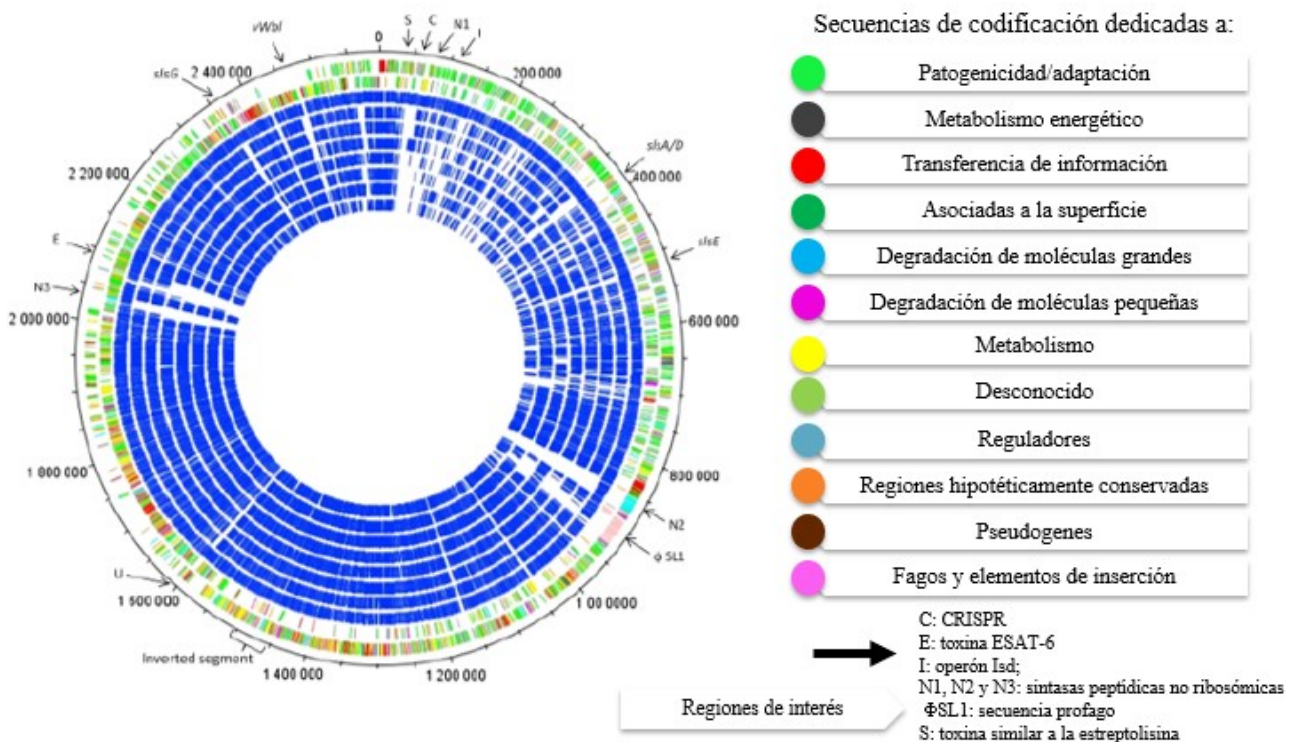 0
S
C
N1
I
vWbl
slsG
2 400 000
200 000
slsA/D
400 000
2 200 000
slsE
E
N3
2 000 000
600 000
1 800 000
800 000
N2
φ SL1
U
1 600 000
1 00 0000
Inverted segment
1 400 000
1 200 000
Secuencias de codificación dedicadas a:
Patogenicidad/adaptación
Metabolismo energético
Transferencia de información
Asociadas a la superficie
Degradación de moléculas grandes
Degradación de moléculas pequeñas
Metabolismo
Desconocido
Reguladores
Regiones hipotéticamente conservadas
Pseudogenes
Fagos y elementos de inserción
Regiones de interés
C: CRISPR
E: toxina ESAT-6
I: operón Isd;
N1, N2 y N3: sintasas peptídicas no ribosómicas
ΦSL1: secuencia profago
S: toxina similar a la estreptolisina